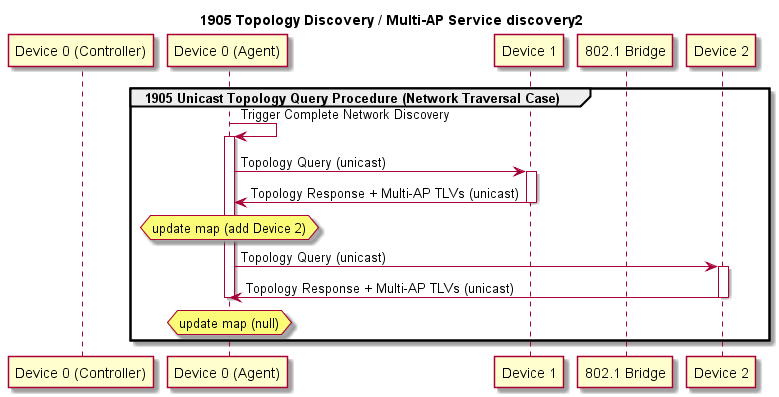 1905 Topology Discovery / Multi-AP Service discovery2
Device 0 (Controller) Device 0 (Agent) Device 1 802.1 Bridge Device 2
1905 Unicast Topology Query Procedure (Network Traversal Case)
Trigger Complete Network Discovery
Topology Query (unicast)
Topology Response + Multi-AP TLVs (unicast)
update map (add Device 2)
Topology Query (unicast)
Topology Response + Multi-AP TLVs (unicast)
update map (null)
Device 0 (Controller) Device 0 (Agent) Device 1 802.1 Bridge Device 2